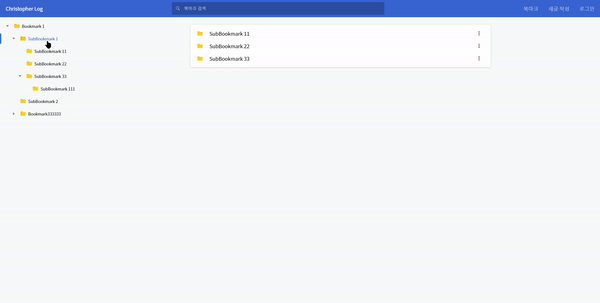 Christopher Log
북마크 검색
북마크
새글 작성
로그인
Bookmark 1
SubBookmark 1
SubBookmark 11
SubBookmark 22
SubBookmark 33
SubBookmark 111
SubBookmark 2
Bookmark333333
SubBookmark 11
SubBookmark 22
SubBookmark 33